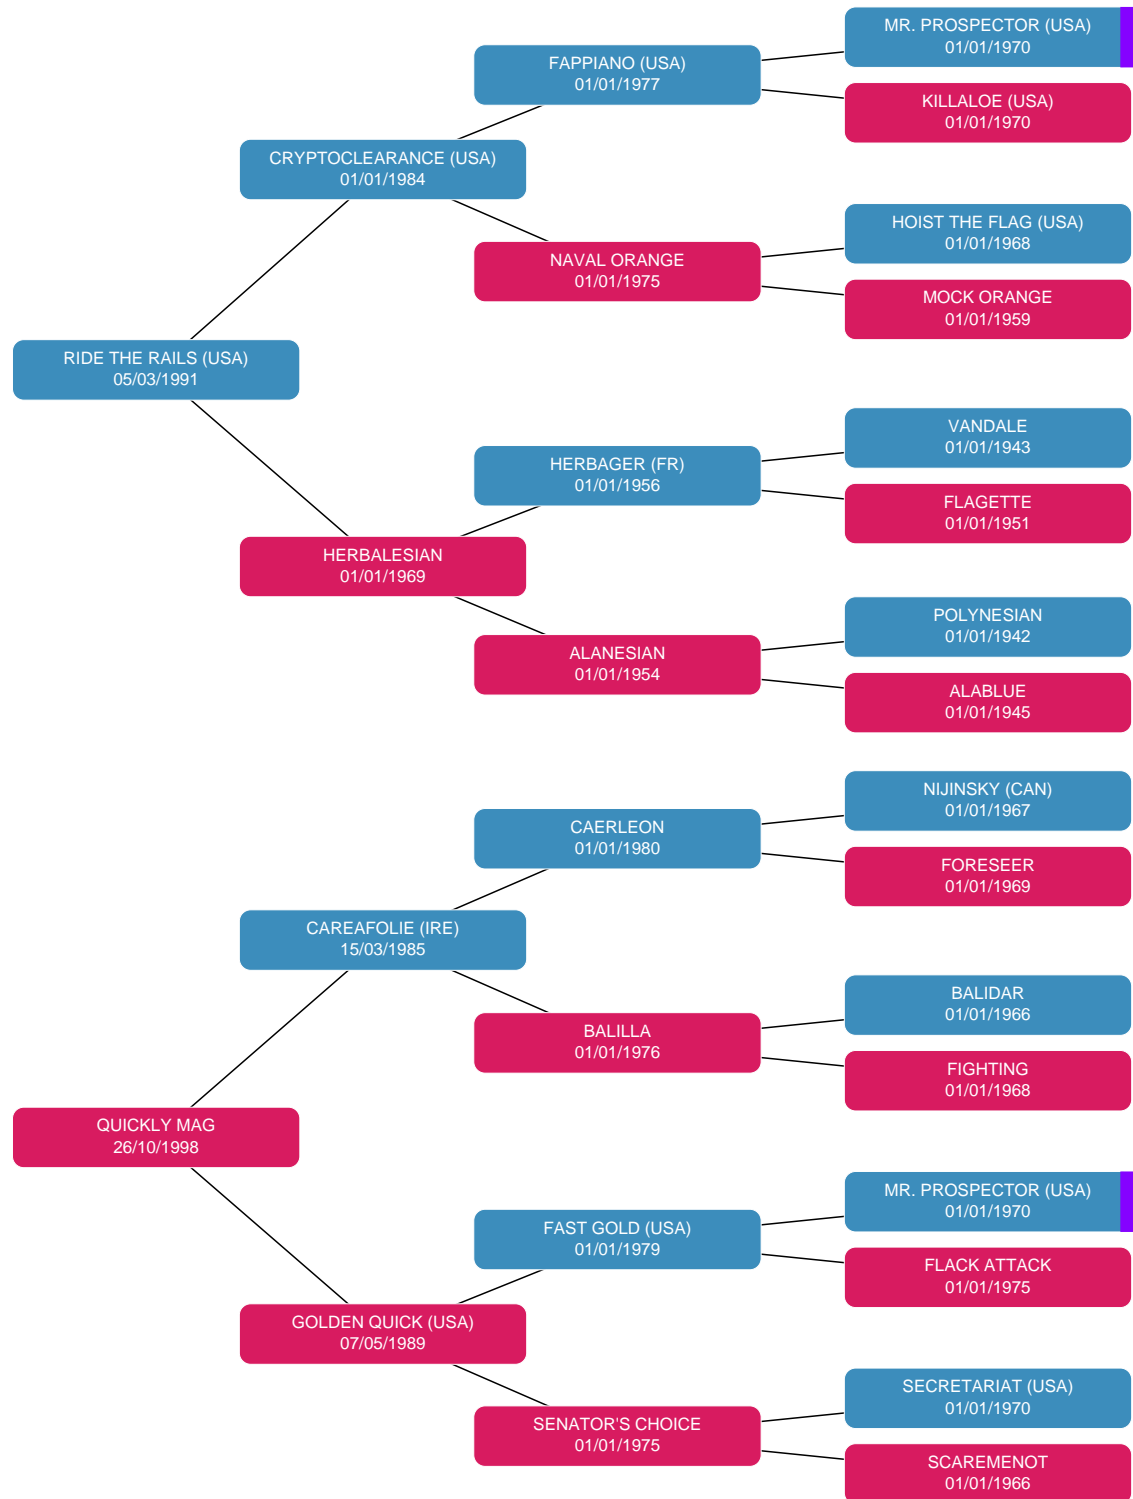 MR. PROSPECTOR (USA)
01/01/1970
FAPPIANO (USA)
01/01/1977
KILLALOE (USA)
01/01/1970
CRYPTOCLEARANCE (USA)
01/01/1984
HOIST THE FLAG (USA)
01/01/1968
NAVAL ORANGE
01/01/1975
MOCK ORANGE
01/01/1959
RIDE THE RAILS (USA)
05/03/1991
VANDALE
01/01/1943
HERBAGER (FR)
01/01/1956
FLAGETTE
01/01/1951
HERBALESIAN
01/01/1969
POLYNESIAN
01/01/1942
ALANESIAN
01/01/1954
ALABLUE
01/01/1945
NIJINSKY (CAN)
01/01/1967
CAERLEON
01/01/1980
FORESEER
01/01/1969
CAREAFOLIE (IRE)
15/03/1985
BALIDAR
01/01/1966
BALILLA
01/01/1976
FIGHTING
01/01/1968
QUICKLY MAG
26/10/1998
MR. PROSPECTOR (USA)
01/01/1970
FAST GOLD (USA)
01/01/1979
FLACK ATTACK
01/01/1975
GOLDEN QUICK (USA)
07/05/1989
SECRETARIAT (USA)
01/01/1970
SENATOR'S CHOICE
01/01/1975
SCAREMENOT
01/01/1966